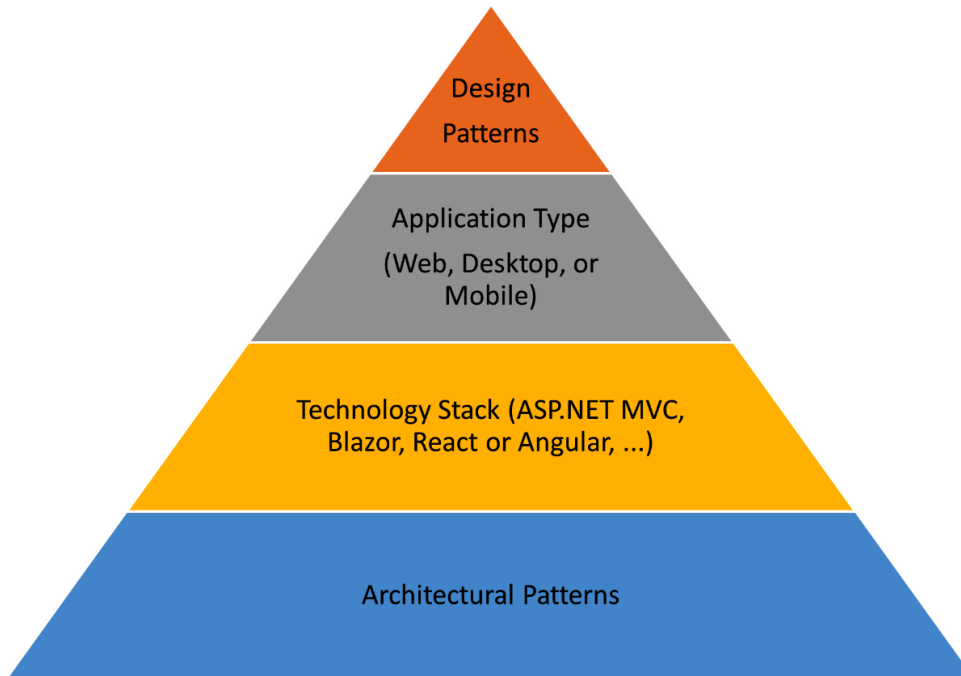 Design
Patterns
Application Type
(Web, Desktop, or
Mobile)
Technology Stack (ASP.NET MVC,
Blazor, React or Angular, ...)
Architectural Patterns